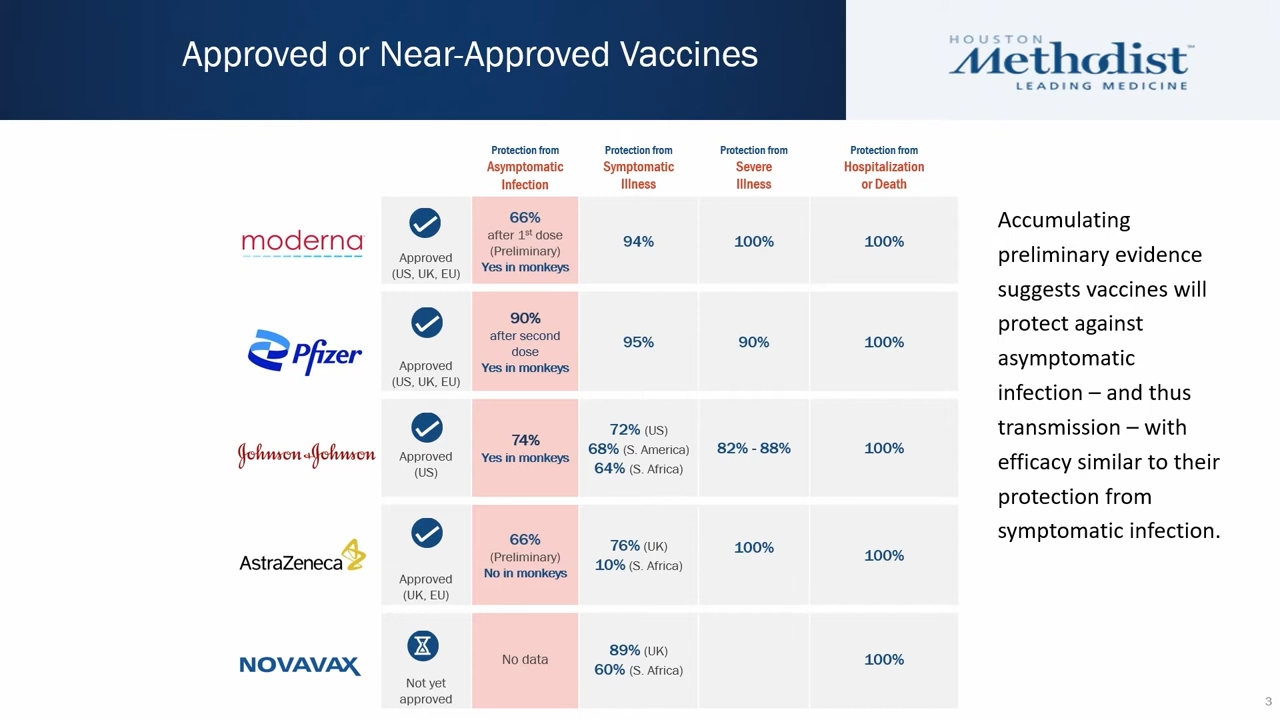 Approved or Near-Approved Vaccines
HOUSTON
Methodist
LEADING MEDICINE
Protection from
Asymptomatic
Infection
Protection from
Symptomatic
Illness
Protection from
Severe
Illness
Protection from
Hospitalization
or Death
moderna
Approved
(US, UK, EU)
66%
after 1st dose
(Preliminary)
Yes in monkeys
94%
100%
100%
Pfizer
Approved
(US, UK, EU)
90%
after second
dose
Yes in monkeys
95%
90%
100%
Johnson & Johnson
Approved
(US)
74%
Yes in monkeys
72% (US)
68% (S. America)
64% (S. Africa)
82% - 88%
100%
AstraZeneca
Approved
(UK, EU)
66%
(Preliminary)
No in monkeys
76% (UK)
10% (S. Africa)
100%
100%
NOVAVAX
Not yet
approved
No data
89% (UK)
60% (S. Africa)
100%
Accumulating
preliminary evidence
suggests vaccines will
protect against
asymptomatic
infection – and thus
transmission – with
efficacy similar to their
protection from
symptomatic infection.
3